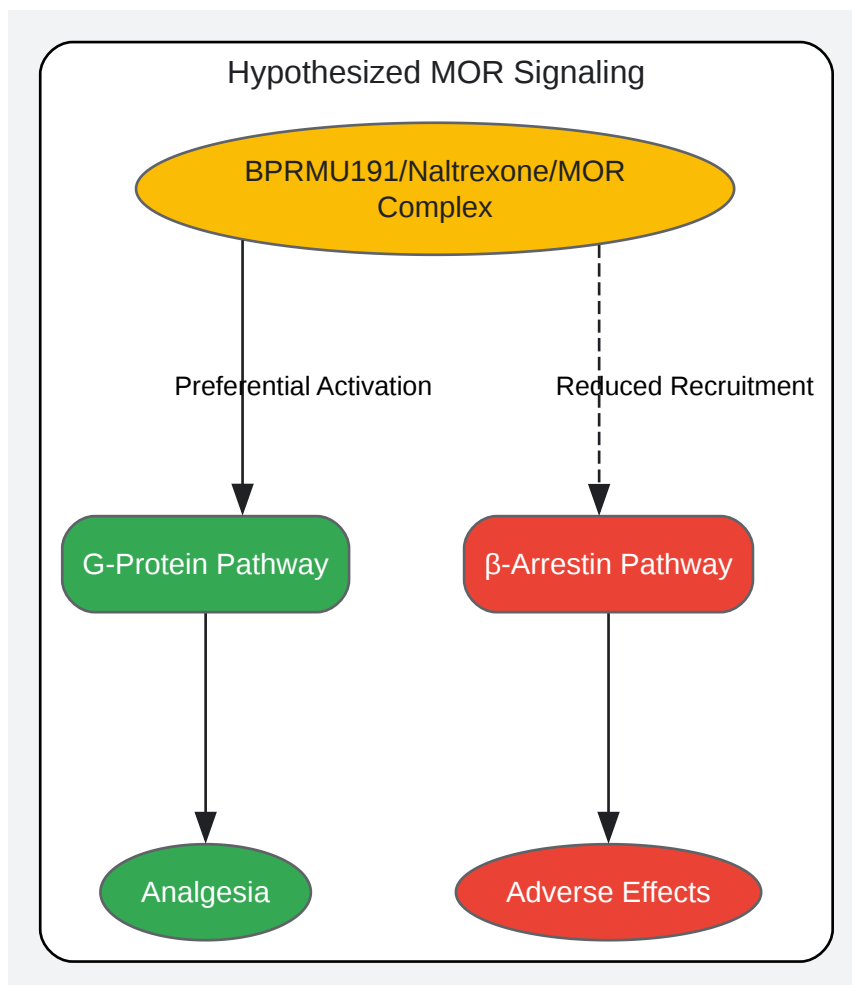 Hypothesized MOR Signaling
BPRMU191/Naltrexone/MOR
Complex
Preferential Activation
Reduced Recruitment
G-Protein Pathway
β-Arrestin Pathway
Analgesia
Adverse Effects